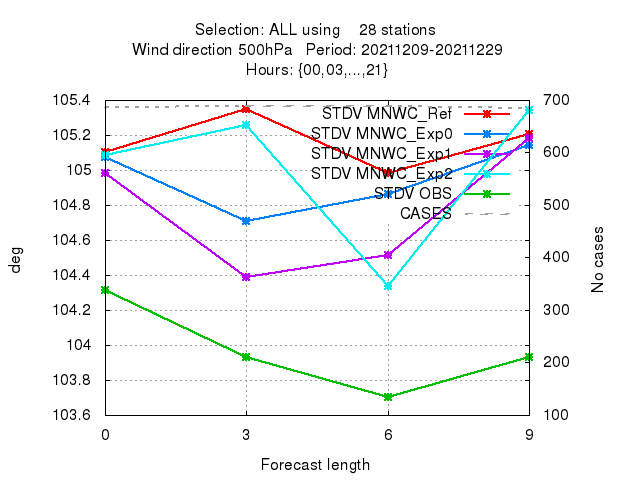 Selection: ALL using    28 stations
Wind direction 500hPa   Period: 20211209-20211229
Hours: {00,03,...,21}
105.4
105.2
105
104.8
104.6
104.4
104.2
104
103.8
103.6
700
600
500
400
300
200
100
STDV MNWC_Ref
STDV MNWC_Exp0
STDV MNWC_Exp1
STDV MNWC_Exp2
STDV OBS
CASES
deg
No cases
0
3
6
9
Forecast length